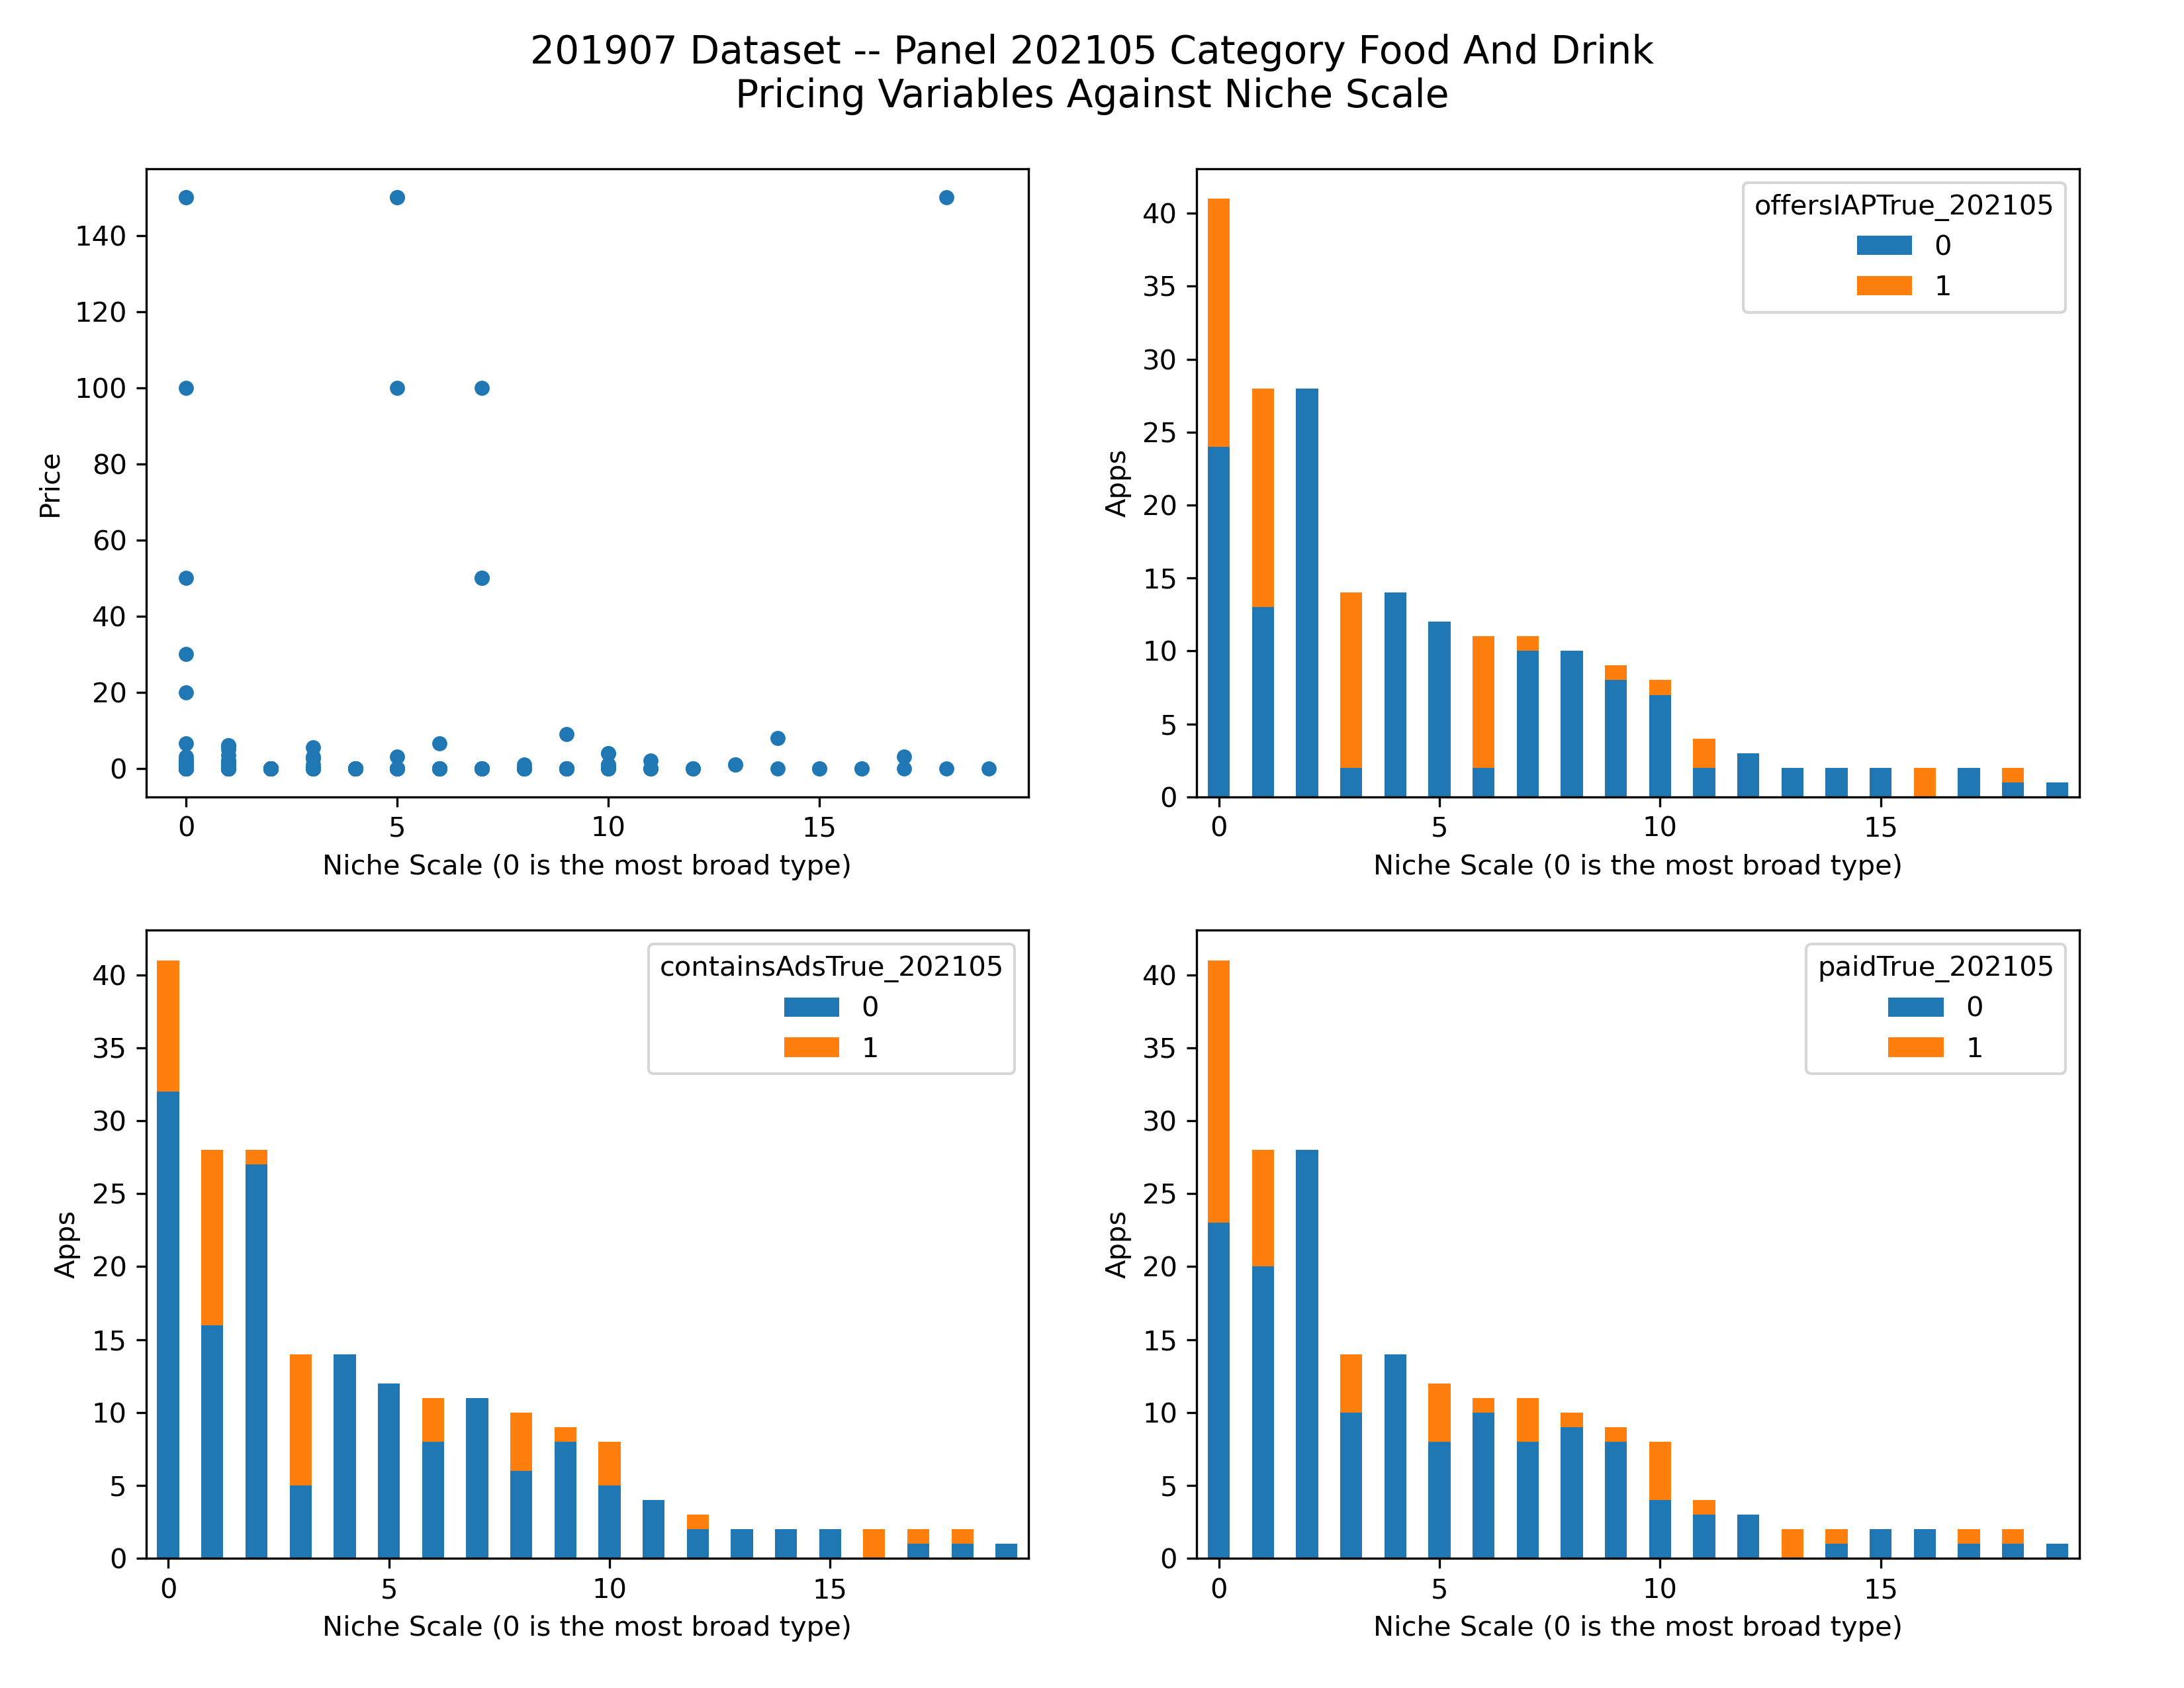 201907 Dataset -- Panel 202105 Category Food And Drink
Pricing Variables Against Niche Scale
140
120
100
80
60
40
20
0
Price
0 5 10 15
Niche Scale (0 is the most broad type)
offersIAPTrue_202105
0
1
40
35
30
25
20
15
10
5
0
Apps
0 5 10 15
Niche Scale (0 is the most broad type)
containsAdsTrue_202105
0
1
40
35
30
25
20
15
10
5
0
Apps
0 5 10 15
Niche Scale (0 is the most broad type)
paidTrue_202105
0
1
40
35
30
25
20
15
10
5
0
Apps
0 5 10 15
Niche Scale (0 is the most broad type)